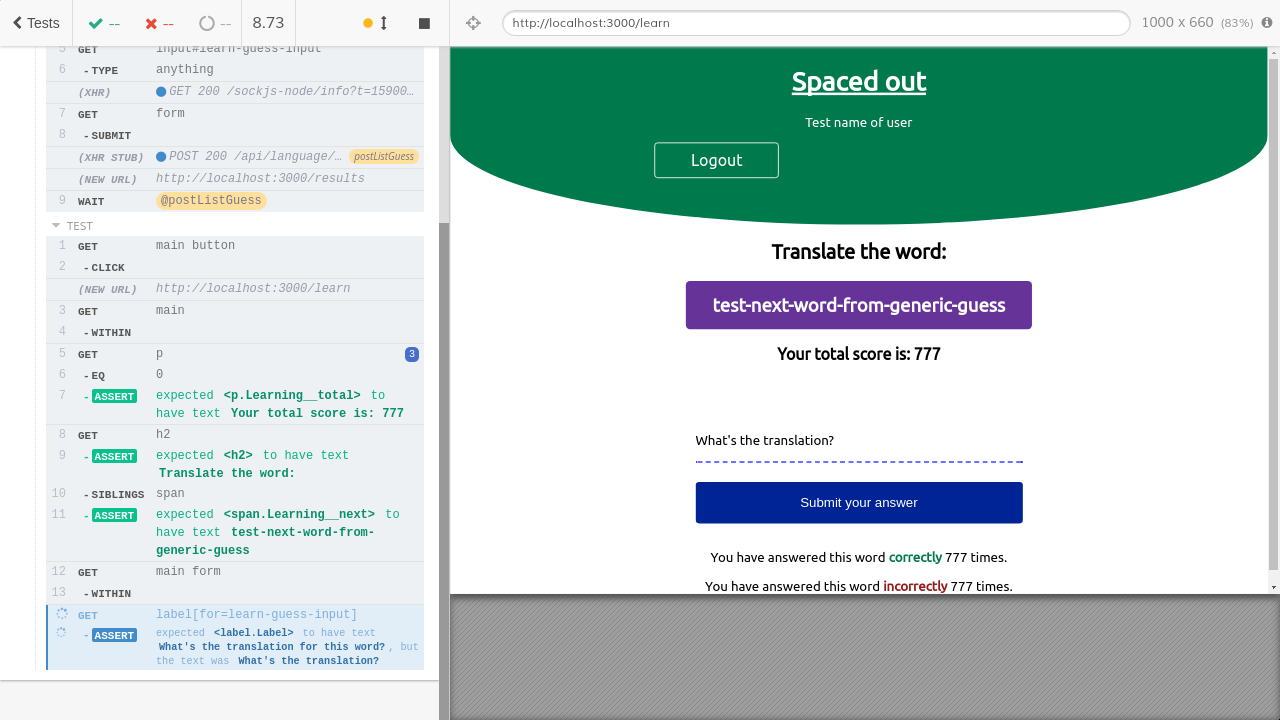 Tests -- -- -- 8.73
http://localhost:3000/learn
1000 x 660 (83%)
5 GET input#learn-guess-input
6 -TYPE anything
(XHR) GET 200 /sockjs-node/info?t=15900…
7 GET form
8 -SUBMIT
(XHR STUB) POST 200 /api/language/… postListGuess
(NEW URL) http://localhost:3000/results
9 WAIT @postListGuess
TEST
1 GET main button
2 -CLICK
(NEW URL) http://localhost:3000/learn
3 GET main
4 -WITHIN
5 GET p 3
6 -EQ 0
7 -ASSERT expected <p.Learning__total> to
have text Your total score is: 777
8 GET h2
9 -ASSERT expected <h2> to have text
Translate the word:
10 -SIBLINGS span
11 -ASSERT expected <span.Learning__next> to
have text test-next-word-from-
generic-guess
12 GET main form
13 -WITHIN
GET label[for=learn-guess-input]
-ASSERT expected <label.Label> to have text
What's the translation for this word?, but
the text was What's the translation?
Spaced out
Test name of user
Logout
Translate the word:
test-next-word-from-generic-guess
Your total score is: 777
What's the translation?
Submit your answer
You have answered this word correctly 777 times.
You have answered this word incorrectly 777 times.